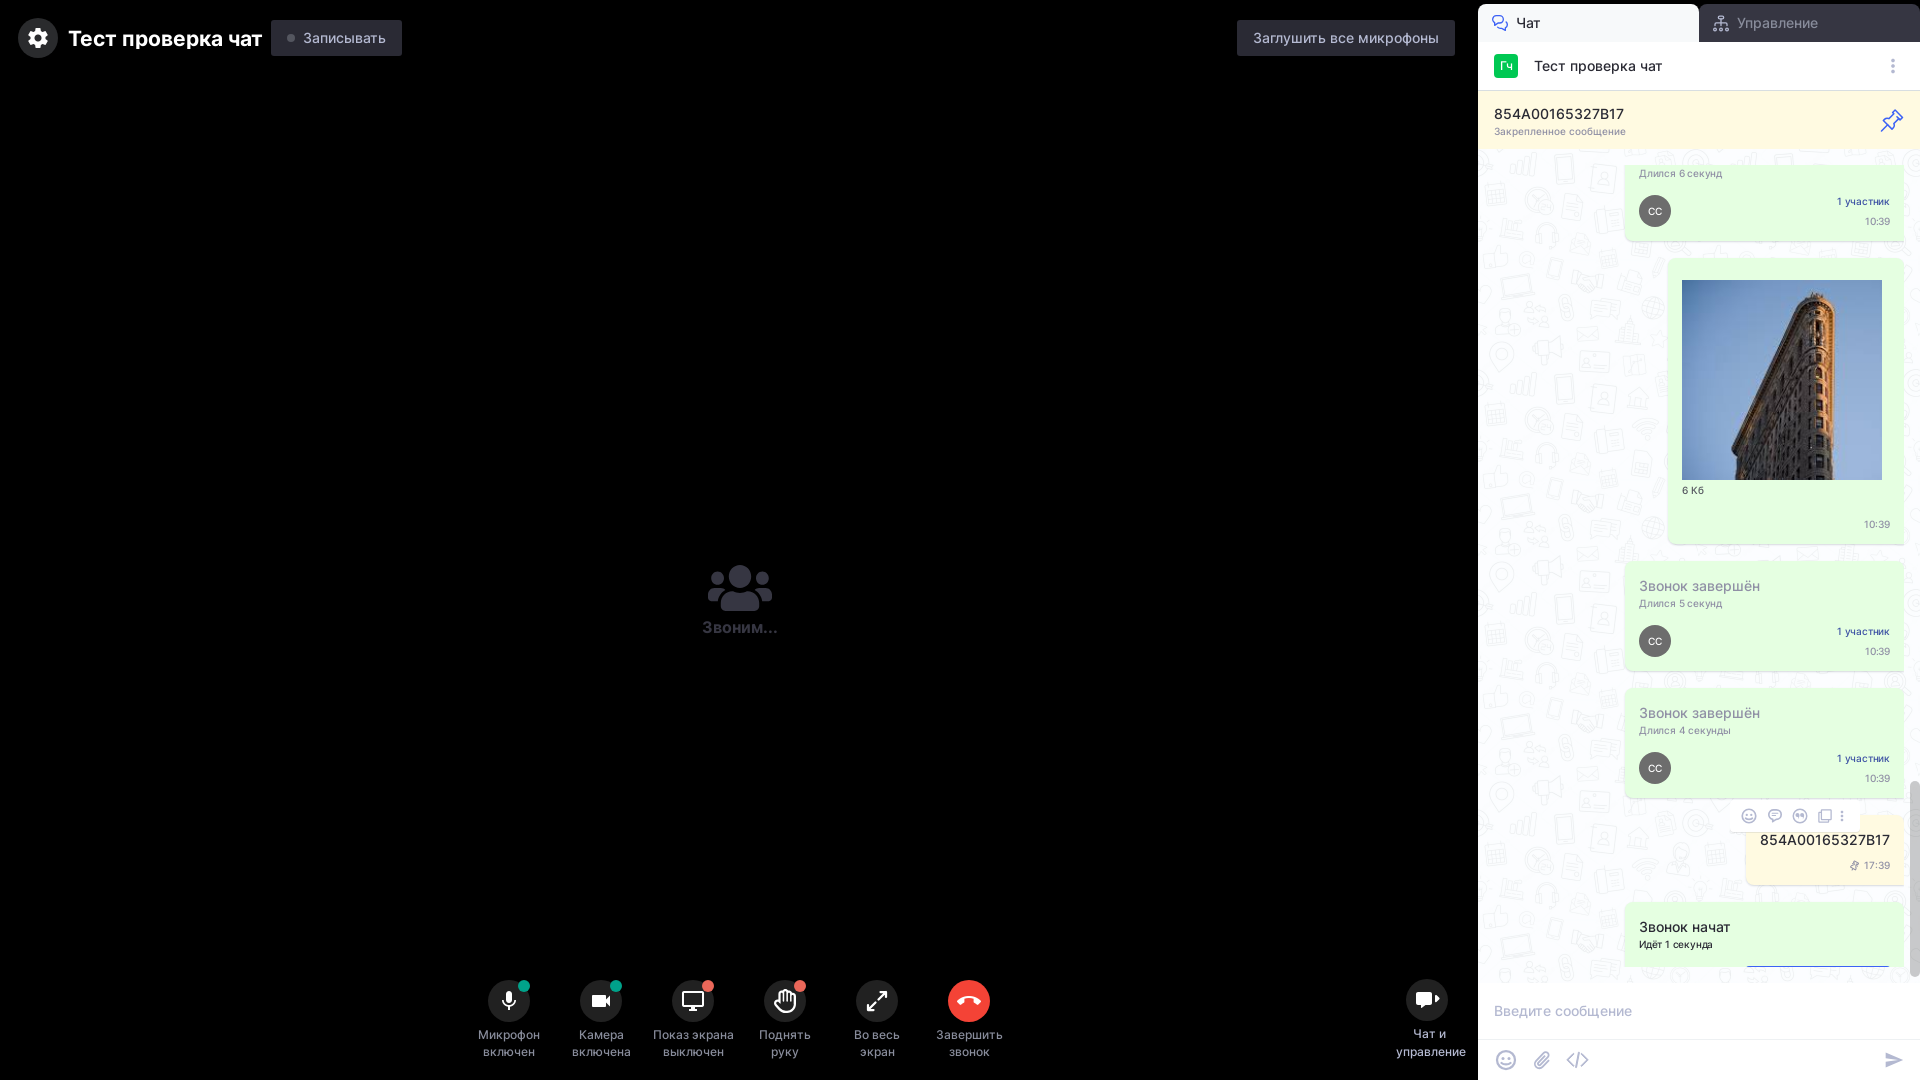 Тест проверка чат
Записывать
Заглушить все микрофоны
Звоним...
Микрофон
включен
Камера
включена
Показ экрана
выключен
Поднять
руку
Во весь
экран
Завершить
звонок
Чат и
управление
Чат
Управление
Гч
Тест проверка чат
854A00165327B17
Закрепленное сообщение
Длился 6 секунд
СС
1 участник
10:39
6 Кб
10:39
Звонок завершён
Длился 5 секунд
СС
1 участник
10:39
Звонок завершён
Длился 4 секунды
СС
1 участник
10:39
854A00165327B17
17:39
Звонок начат
Идёт 1 секунда
Введите сообщение